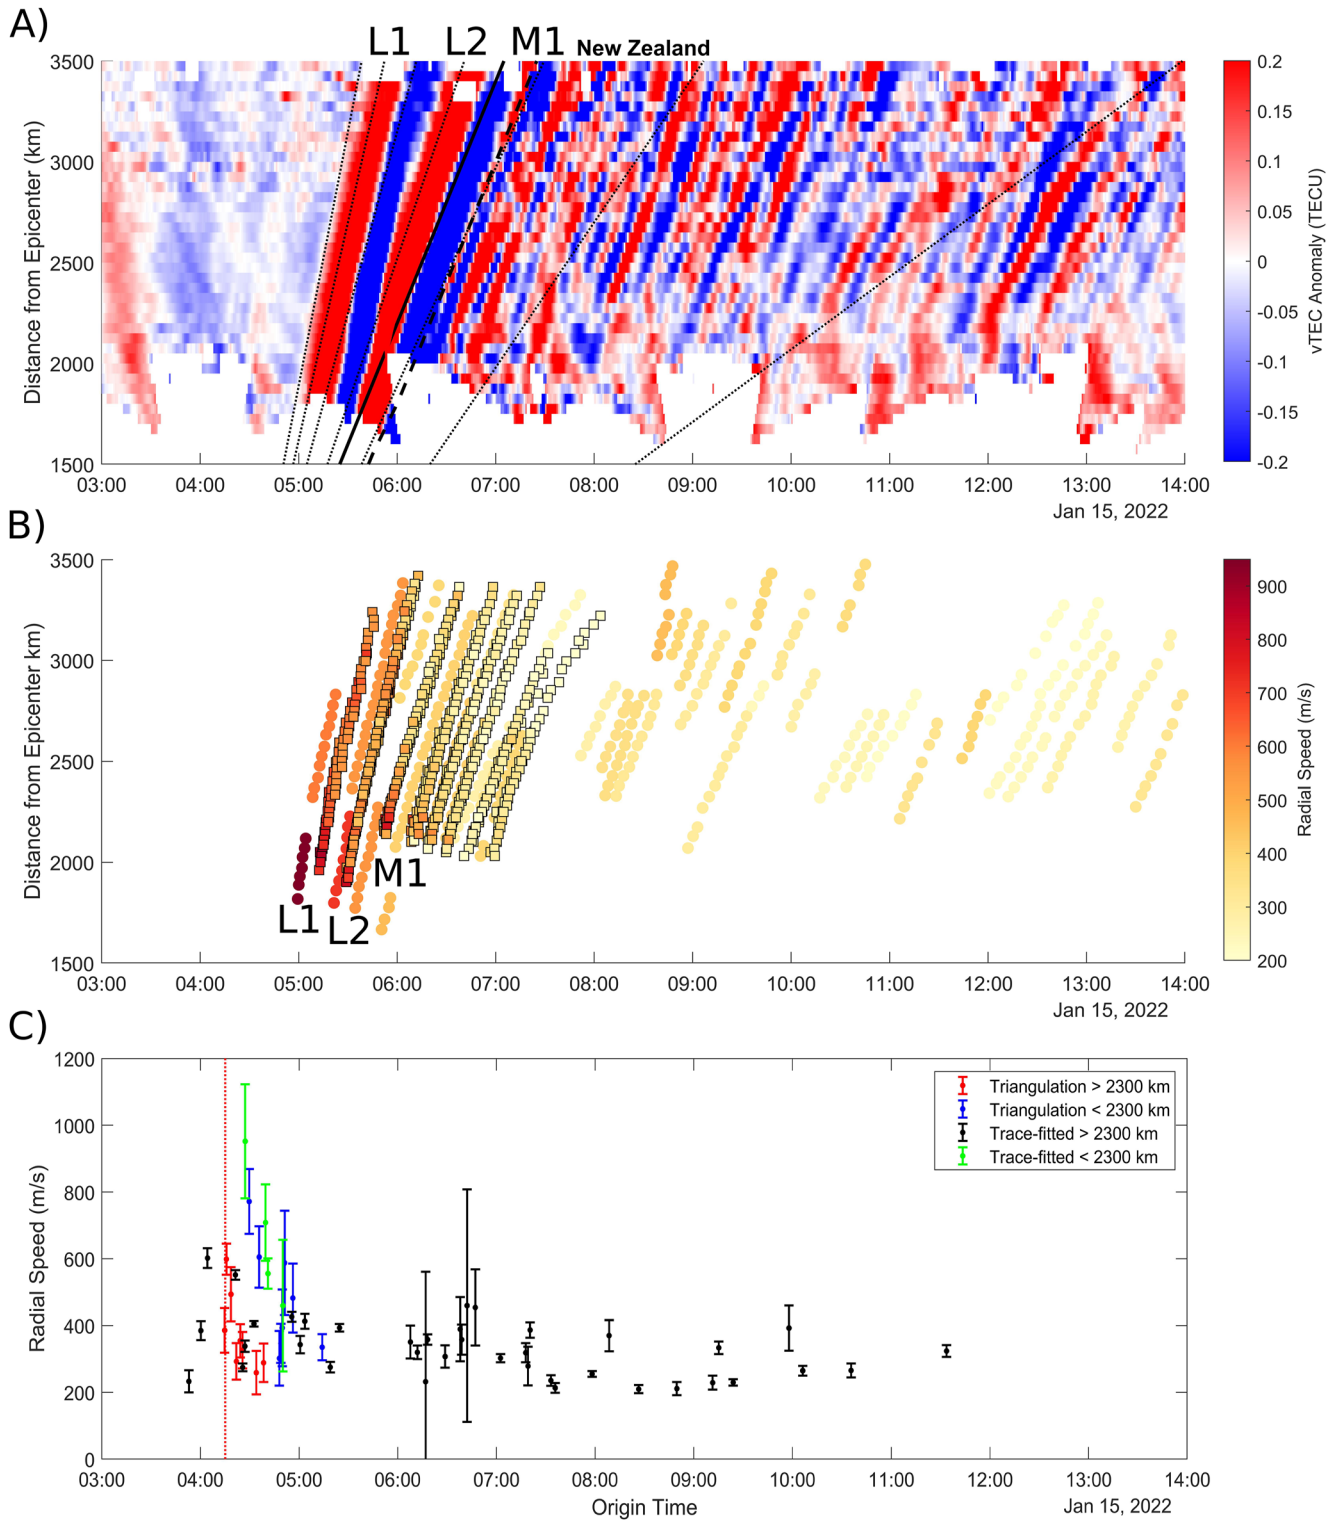 A)
L1 L2 M1 New Zealand
3500
3000
2500
2000
1500
Distance from Epicenter (km)
03:00 04:00 05:00 06:00 07:00 08:00 09:00 10:00 11:00 12:00 13:00 14:00
Jan 15, 2022
0.2
0.15
0.1
0.05
0
-0.05
-0.1
-0.15
-0.2
vTEC Anomaly (TECU)
B)
3500
3000
2500
2000
1500
Distance from Epicenter km)
M1
L1
L2
03:00 04:00 05:00 06:00 07:00 08:00 09:00 10:00 11:00 12:00 13:00 14:00
Jan 15, 2022
900
800
700
600
500
400
300
200
Radial Speed (m/s)
C)
1200
1000
800
600
400
200
0
Radial Speed (m/s)
Triangulation > 2300 km
Triangulation < 2300 km
Trace-fitted > 2300 km
Trace-fitted < 2300 km
03:00 04:00 05:00 06:00 07:00 08:00 09:00 10:00 11:00 12:00 13:00 14:00
Origin Time
Jan 15, 2022